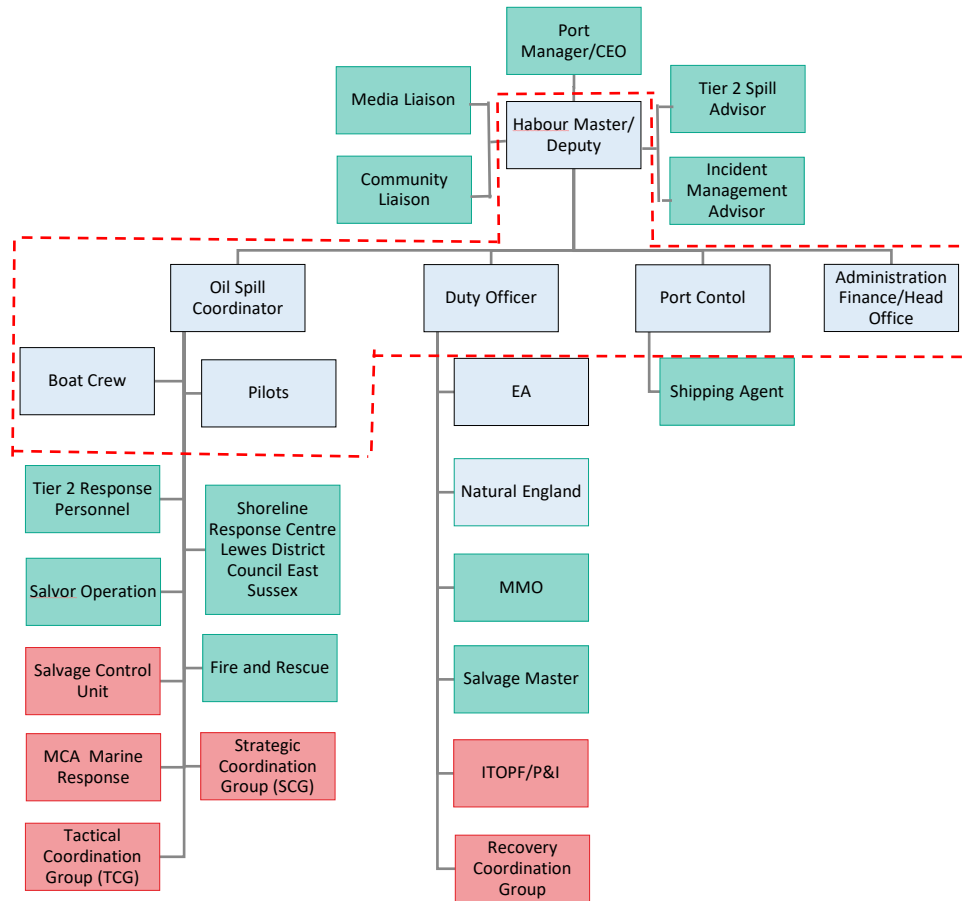 Port
Manager/CEO
Media Liaison
Tier 2 Spill
Advisor
Habour Master/
Deputy
Community
Liaison
Incident
Management
Advisor
Oil Spill
Coordinator
Duty Officer
Port Contol
Administration
Finance/Head
Office
Boat Crew
Pilots
EA
Shipping Agent
Tier 2 Response
Personnel
Shoreline
Response Centre
Lewes District
Council East
Sussex
Natural England
Salvor Operation
MMO
Salvage Control
Unit
Fire and Rescue
Salvage Master
MCA  Marine
Response
Strategic
Coordination
Group (SCG)
ITOPF/P&I
Tactical
Coordination
Group (TCG)
Recovery
Coordination
Group